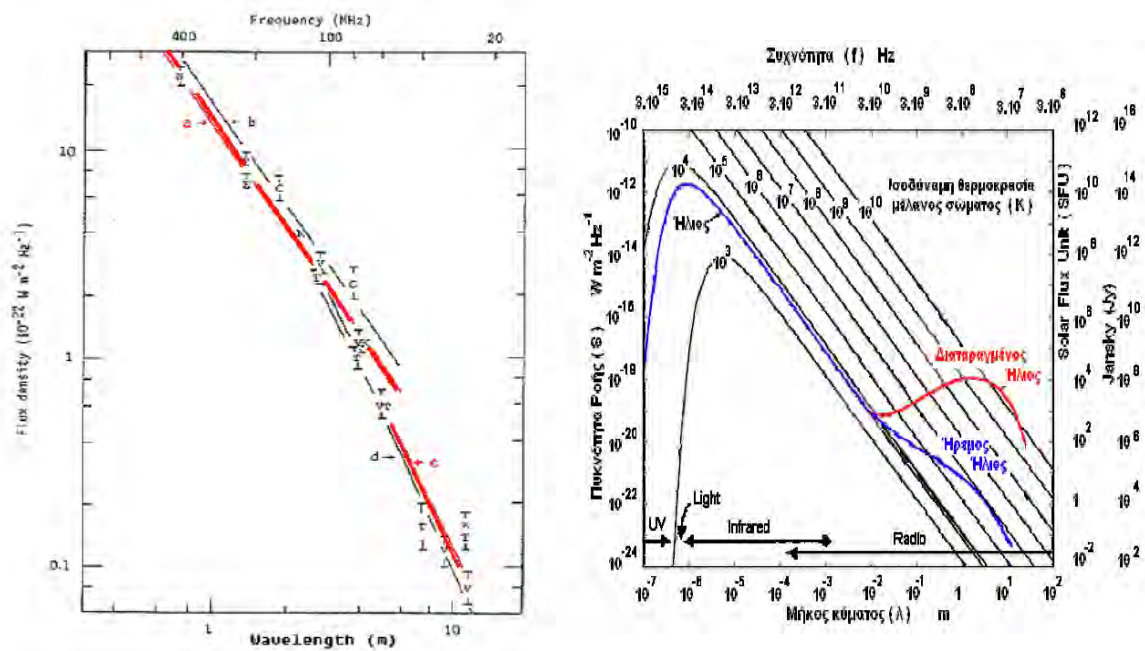 Frequency (MHz)
400
100
20
10
1
0.1
Flux density (10⁻²² W m⁻² Hz⁻¹)
a
b
d
c
1
10
Wavelength (m)
Συχνότητα (f) Hz
3.10¹⁵
3.10¹⁴
3.10¹³
3.10¹²
3.10¹¹
3.10¹⁰
3.10⁹
3.10⁸
3.10⁷
3.10⁶
10⁻¹⁰
10⁻¹²
10⁻¹⁴
10⁻¹⁶
10⁻¹⁸
10⁻²⁰
10⁻²²
10⁻²⁴
Πυκνότητα Ροής (S) W m⁻² Hz⁻¹
10⁴
10⁵
10⁶
10⁷
10⁸
10⁹
10¹⁰
Ισοδύναμη θερμοκρασία
μέλανος σώματος (K)
Ήλιος
10³
Διαταραγμένος
Ήλιος
Ήρεμος
Ήλιος
Light
UV
Infrared
Radio
10¹²
10¹⁰
10⁸
10⁶
10⁴
10²
1
10⁻²
Solar Flux Unit (SFU)
10¹⁶
10¹⁴
10¹²
10¹⁰
10⁸
10⁶
10⁴
10²
Jansky (Jy)
10⁻⁷
10⁻⁶
10⁻⁵
10⁻⁴
10⁻³
10⁻²
10⁻¹
1
10
10²
Μήκος κύματος (λ) m